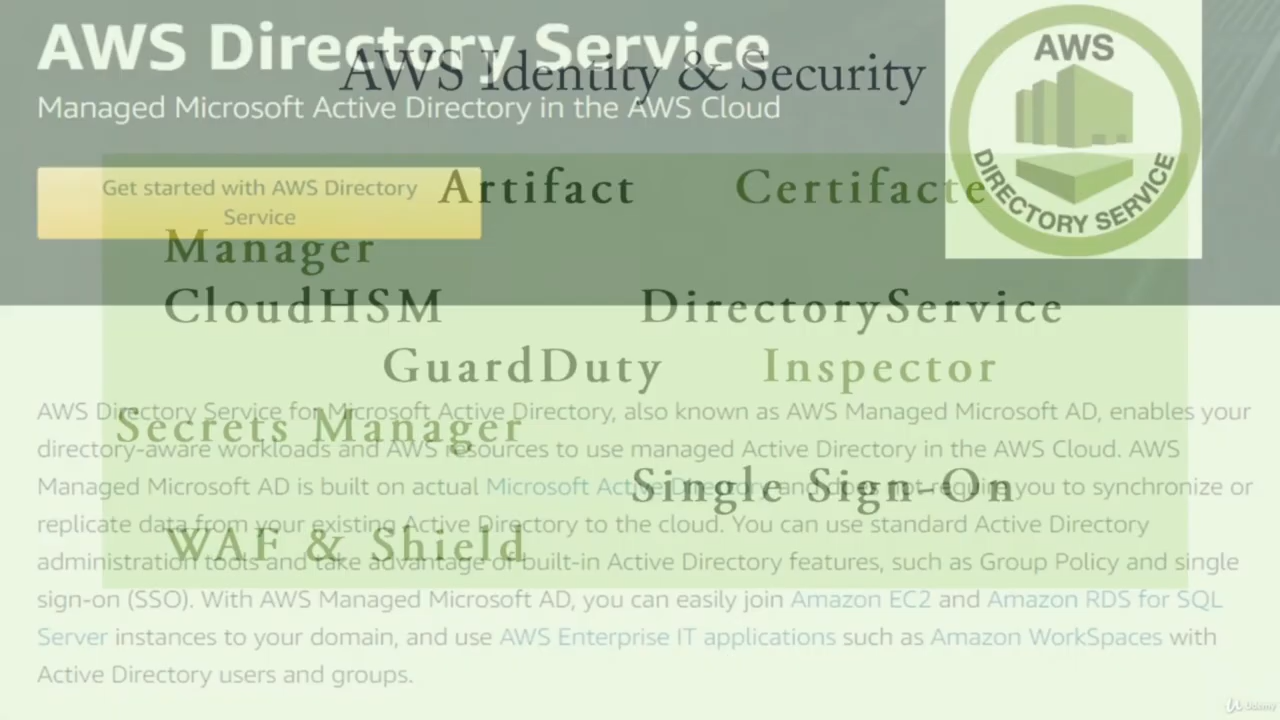 AWS Directory Service
AWS Identity & Security
Managed Microsoft Active Directory in the AWS Cloud
AWS
DIRECTORY SERVICE
Get started with AWS Directory
Service
Artifact Certifacte
Manager
CloudHSM DirectoryService
GuardDuty Inspector
Secrets Manager
Single Sign-On
WAF & Shield
AWS Directory Service for Microsoft Active Directory, also known as AWS Managed Microsoft AD, enables your
directory-aware workloads and AWS resources to use managed Active Directory in the AWS Cloud. AWS
Managed Microsoft AD is built on actual Microsoft Active Directory and does not require you to synchronize or
replicate data from your existing Active Directory to the cloud. You can use standard Active Directory
administration tools and take advantage of built-in Active Directory features, such as Group Policy and single
sign-on (SSO). With AWS Managed Microsoft AD, you can easily join Amazon EC2 and Amazon RDS for SQL
Server instances to your domain, and use AWS Enterprise IT applications such as Amazon WorkSpaces with
Active Directory users and groups.
Udemy